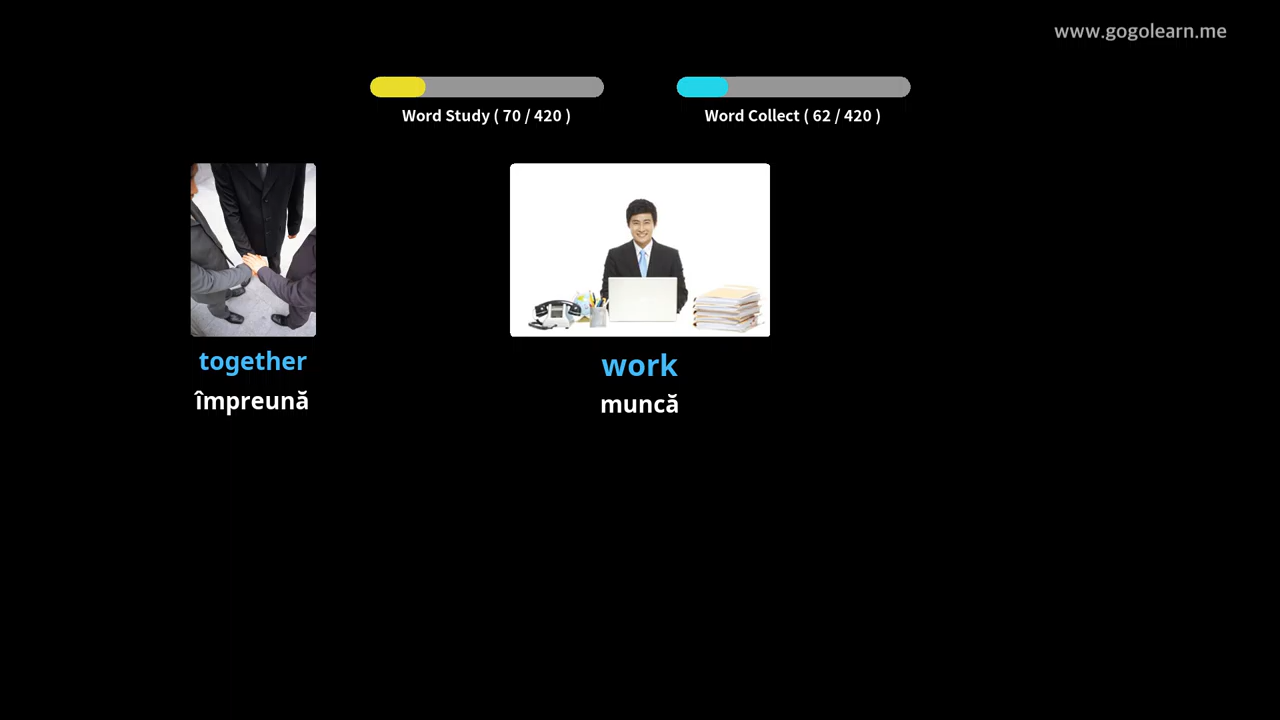 www.gogolearn.me
Word Study ( 70 / 420 )
Word Collect ( 62 / 420 )
together
împreună
work
muncă